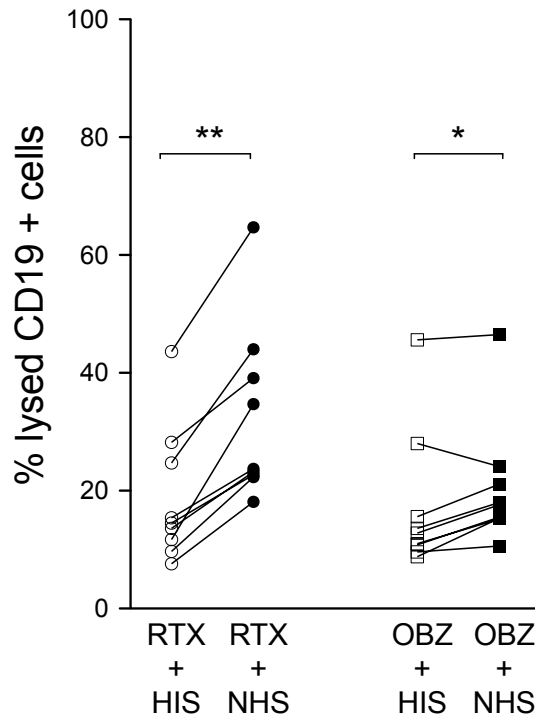 100
80
60
40
20
0
% lysed CD19 + cells
**
*
RTX RTX OBZ OBZ
+ + + +
HIS NHS HIS NHS